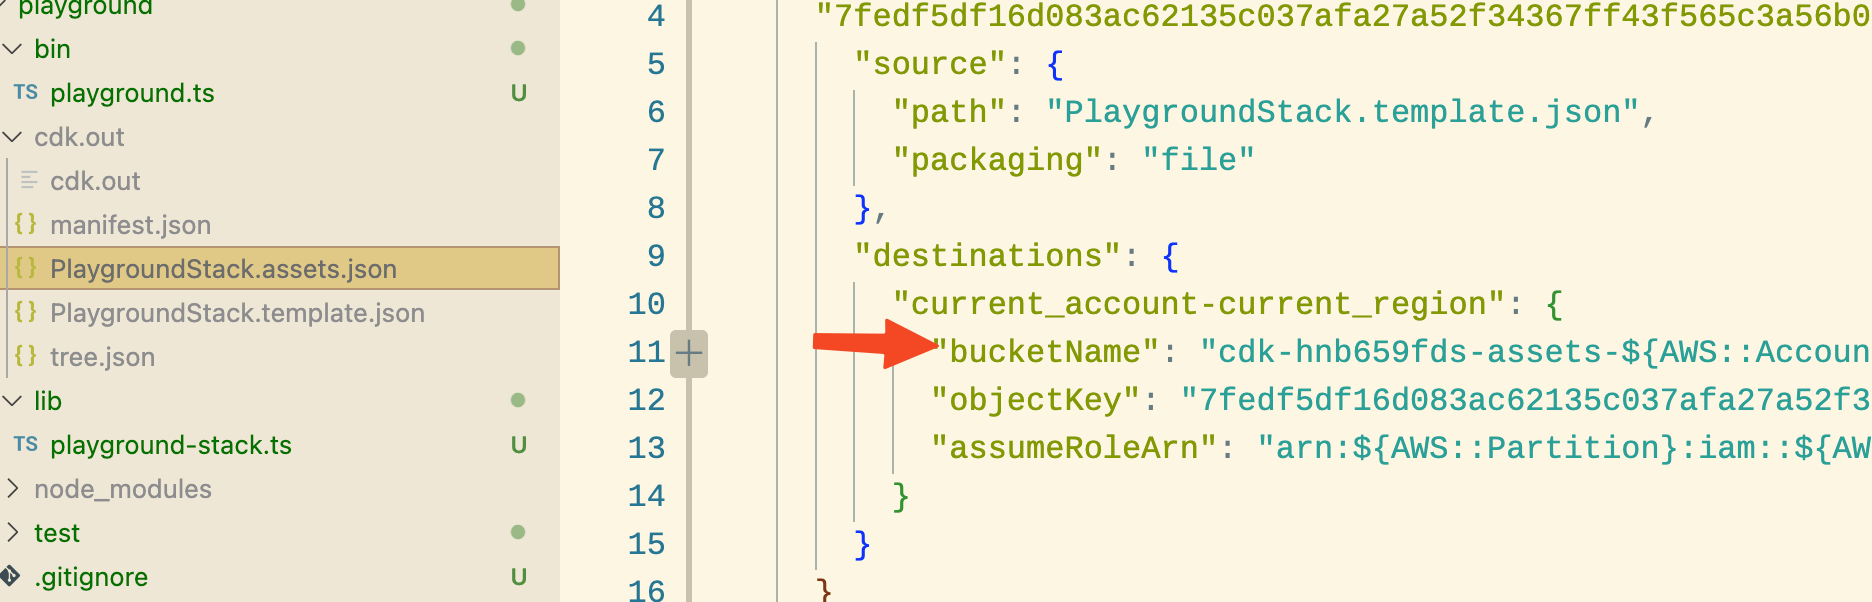 playground
bin
TS playground.ts U
cdk.out
cdk.out
{} manifest.json
{} PlaygroundStack.assets.json
{} PlaygroundStack.template.json
{} tree.json
lib
TS playground-stack.ts U
node_modules
test
.gitignore U
4 "7fedf5df16d083ac62135c037afa27a52f34367ff43f565c3a56b0
5 "source": {
6 "path": "PlaygroundStack.template.json",
7 "packaging": "file"
8 },
9 "destinations": {
10 "current_account-current_region": {
11 "bucketName": "cdk-hnb659fds-assets-${AWS::Accoun
12 "objectKey": "7fedf5df16d083ac62135c037afa27a52f3
13 "assumeRoleArn": "arn:${AWS::Partition}:iam::${AW
14 }
15 }
16 }